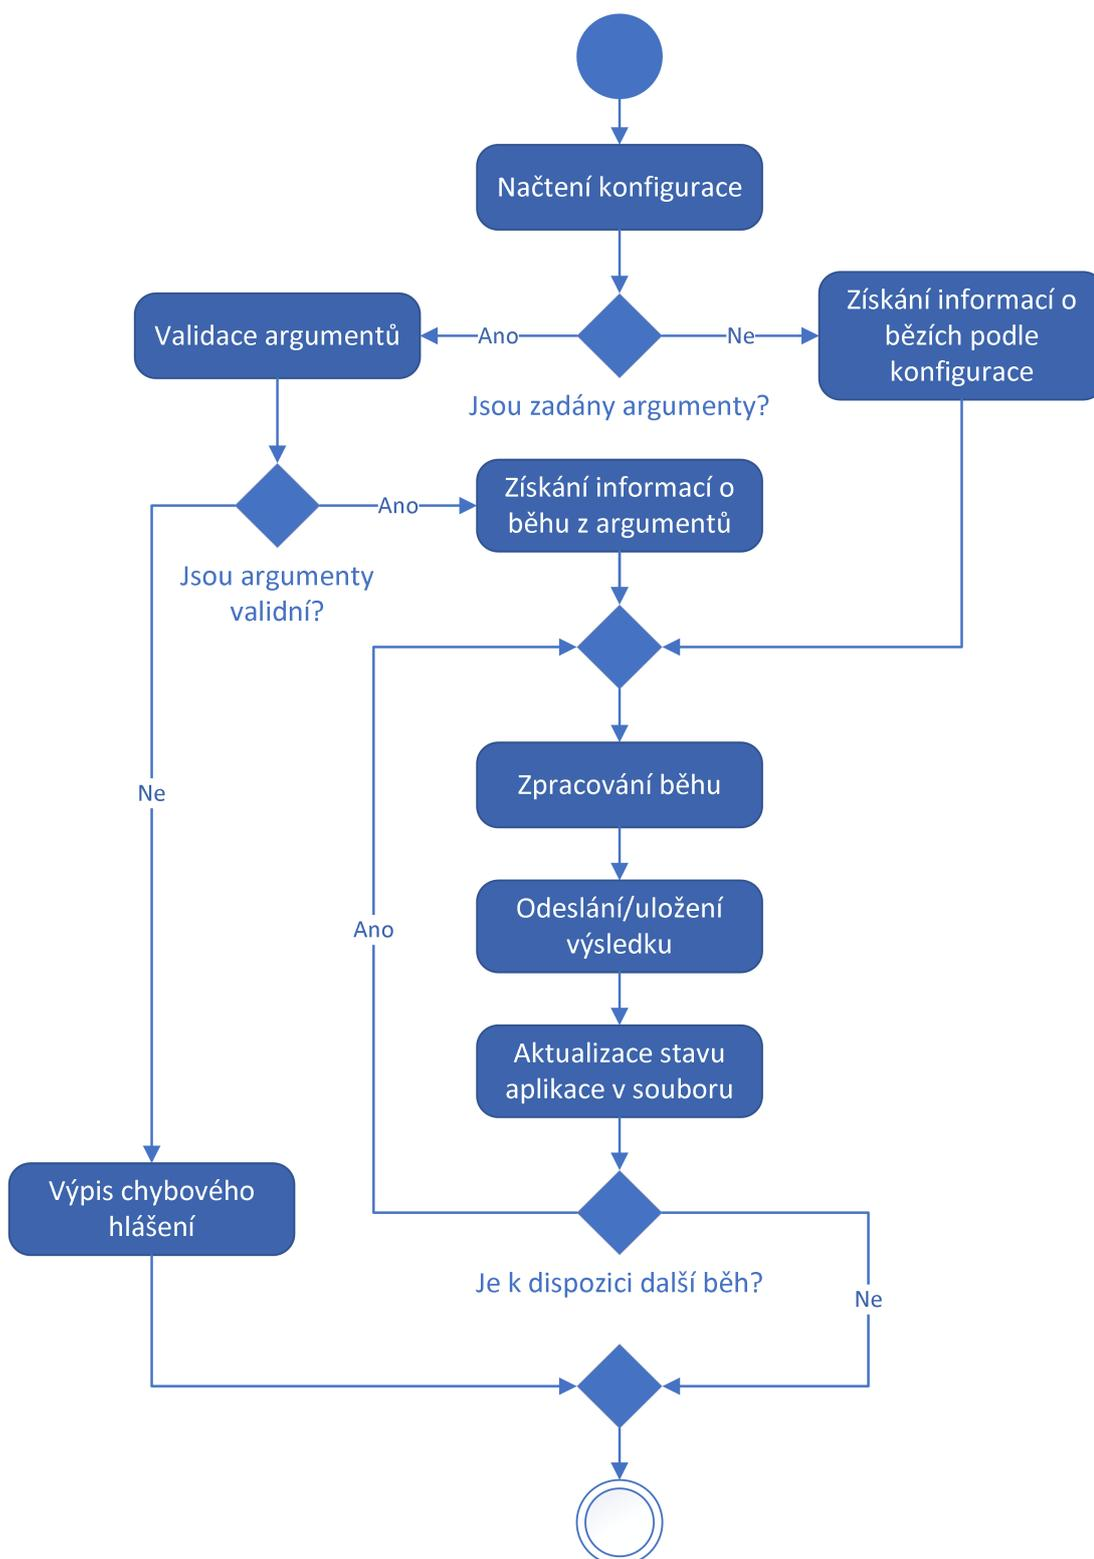 Načtení konfigurace
Validace argumentů
Ano
Ne
Získání informací o
bězích podle
konfigurace
Jsou zadány argumenty?
Ano
Získání informací o
běhu z argumentů
Jsou argumenty
validní?
Ne
Zpracování běhu
Ano
Odeslání/uložení
výsledku
Aktualizace stavu
aplikace v souboru
Výpis chybového
hlášení
Je k dispozici další běh?
Ne